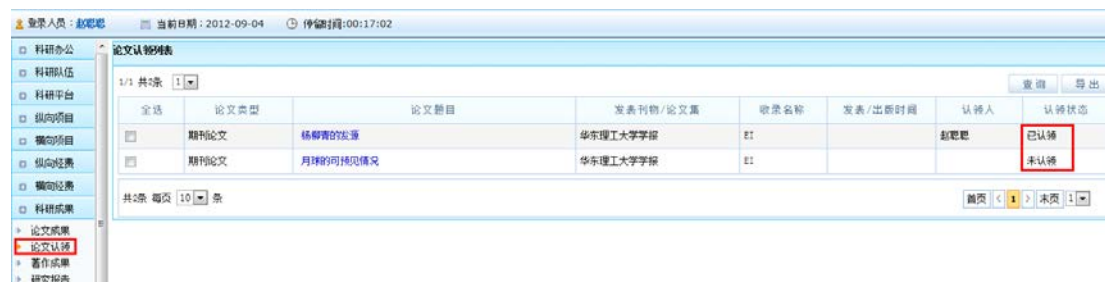 登录人员：赵聪聪 当前日期：2012-09-04 停留时间:00:17:02
科研办公
论文认领列表
科研队伍
1/1 共2条 1
科研平台
查询 导出
纵向项目
全选 论文类型 论文题目 发表刊物/论文集 收录名称 发表/出版时间 认领人 认领状态
横向项目
期刊论文 杨柳青的发源 华东理工大学学报 EI 赵聪聪 已认领
纵向经费
期刊论文 月球的可预见情况 华东理工大学学报 EI 未认领
横向经费
共2条 每页 10 条
首页 < 1 > 末页 1
科研成果
论文成果
论文认领
著作成果
研究报告